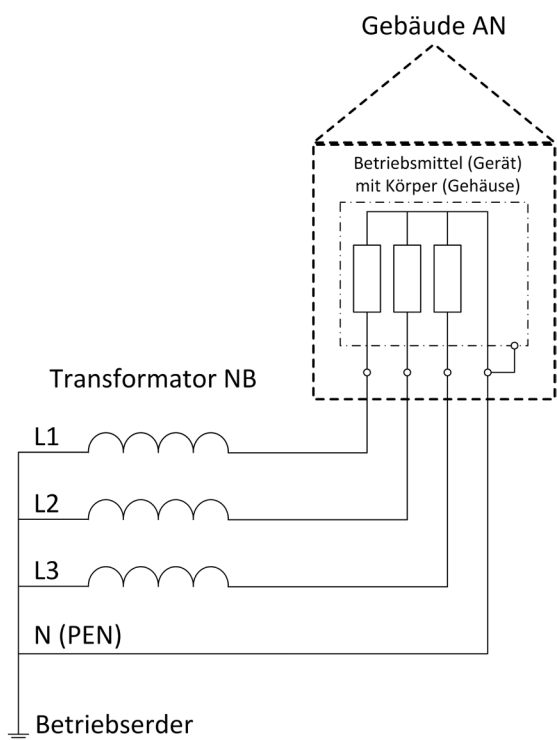 Gebäude AN
Betriebsmittel (Gerät)
mit Körper (Gehäuse)
Transformator NB
L1
L2
L3
N (PEN)
Betriebserder